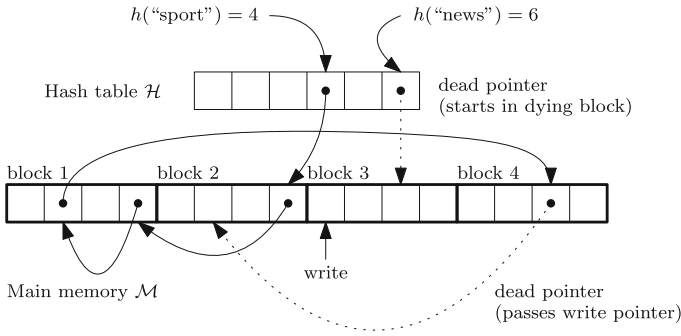 h(“sport”) = 4
h(“news”) = 6
Hash table ℋ
dead pointer
(starts in dying block)
block 1
block 2
block 3
block 4
write
Main memory ℳ
dead pointer
(passes write pointer)